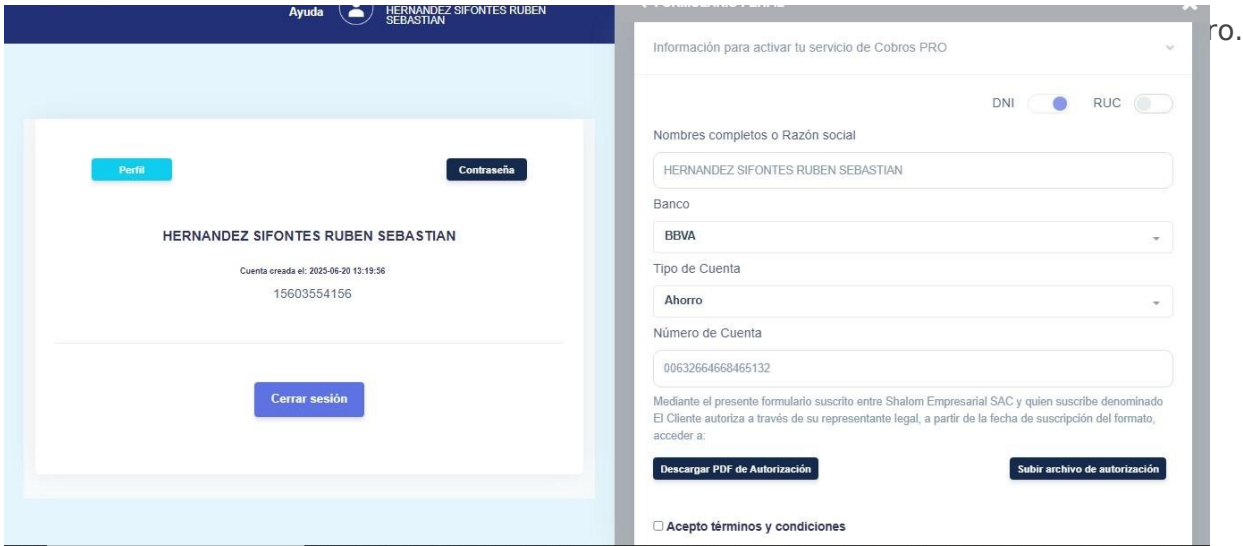 Ayuda
HERNANDEZ SIFONTES RUBEN
SEBASTIAN
Perfil
Contraseña
HERNANDEZ SIFONTES RUBEN SEBASTIAN
Cuenta creada el: 2025-06-20 13:19:56
15603554156
Cerrar sesión
FORMULARIO PERFIL
Información para activar tu servicio de Cobros PRO
DNI
RUC
Nombres completos o Razón social
HERNANDEZ SIFONTES RUBEN SEBASTIAN
Banco
BBVA
Tipo de Cuenta
Ahorro
Número de Cuenta
00632664668465132
Mediante el presente formulario suscrito entre Shalom Empresarial SAC y quien suscribe denominado
El Cliente autoriza a través de su representante legal, a partir de la fecha de suscripción del formato,
acceder a:
Descargar PDF de Autorización
Subir archivo de autorización
Acepto términos y condiciones
ro.